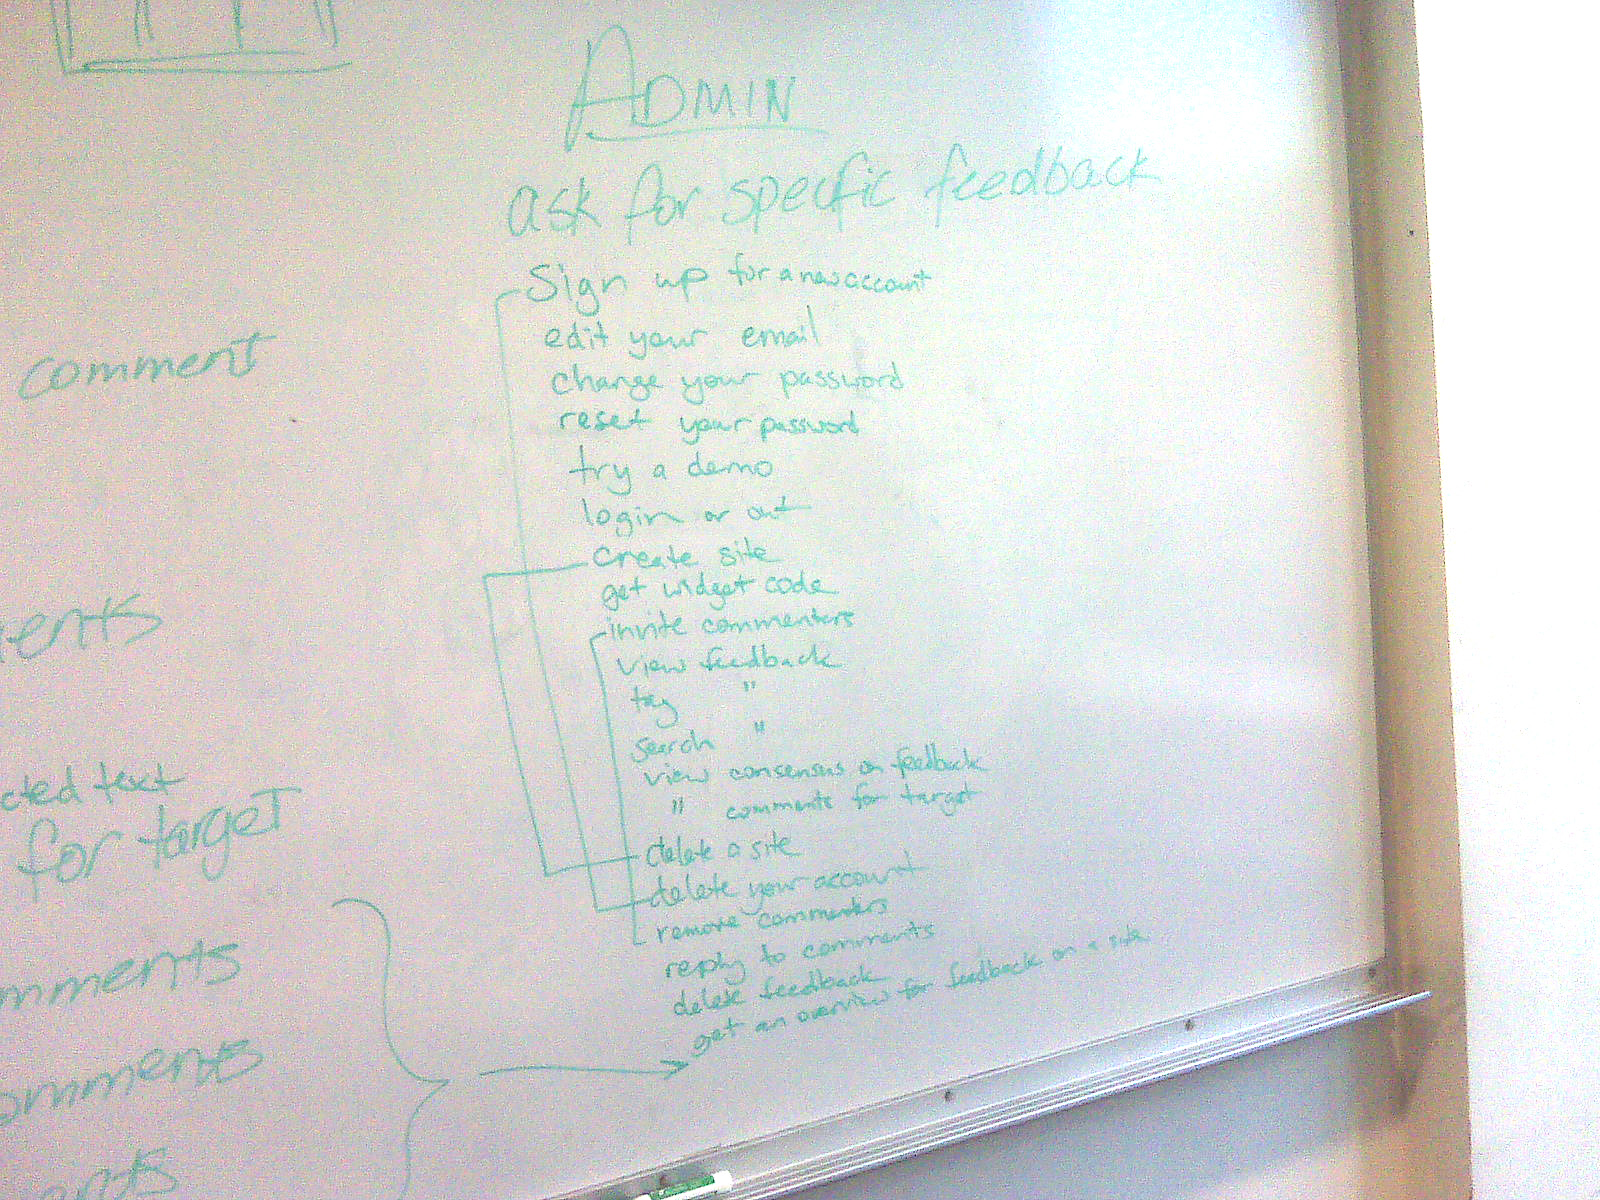 ADMIN
ask for specific feedback
Sign up for a new account
edit your email
change your password
reset your password
try a demo
login or out
create site
get widget code
invite commenters
view feedback
tag "
search "
view consensus on feedback
" comments for target
delete a site
delete your account
remove commenters
reply to comments
delete feedback
get an overview for feedback on a site
comment
ents
cted text
for target
mments
omments
ents